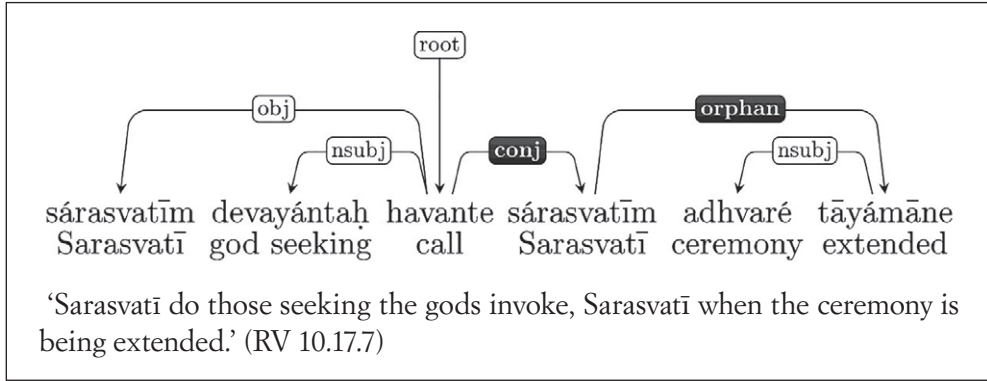 root
obj
orphan
nsubj
conj
nsubj
sárasvatīm devayántaḥ havante sárasvatīm adhvaré tāyámāne
Sarasvatī god seeking call Sarasvatī ceremony extended
‘Sarasvatī do those seeking the gods invoke, Sarasvatī when the ceremony is
being extended.’ (RV 10.17.7)